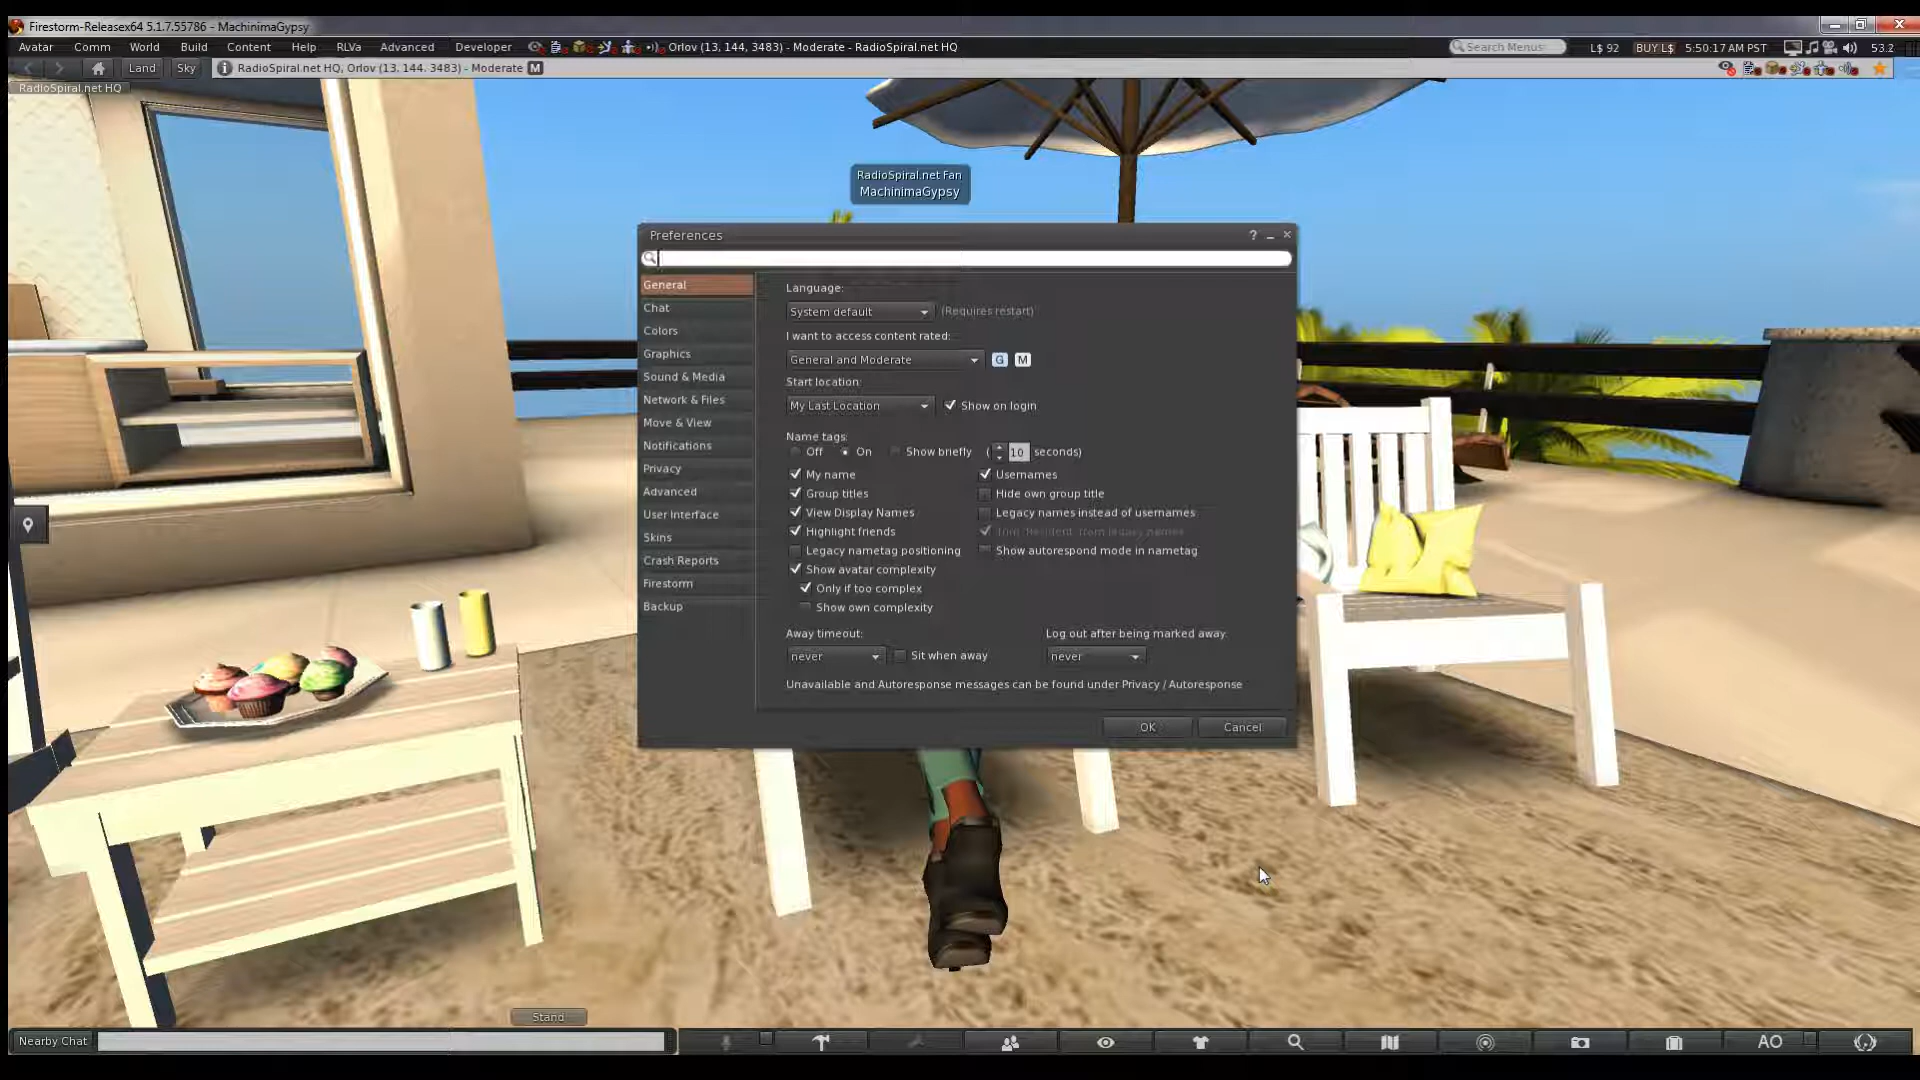 Firestorm-Releasex64 5.1.7.55786 - MachinimaGypsy
Avatar Comm World Build Content Help RLVa Advanced Developer Orlov (13, 144, 3483) - Moderate - RadioSpiral.net HQ Search Menus L$ 92 BUY L$ 5:50:17 AM PST 53.2
Land Sky RadioSpiral.net HQ, Orlov (13, 144, 3483) - Moderate M
RadioSpiral.net HQ
RadioSpiral.net Fan
MachinimaGypsy
Preferences
General
Chat
Colors
Graphics
Sound & Media
Network & Files
Move & View
Notifications
Privacy
Advanced
User Interface
Skins
Crash Reports
Firestorm
Backup
Language:
System default (Requires restart)
I want to access content rated:
General and Moderate G M
Start location:
My Last Location Show on login
Name tags:
Off On Show briefly ( 10 seconds)
My name Usernames
Group titles Hide own group title
View Display Names Legacy names instead of usernames
Highlight friends Trim 'Resident' from legacy names
Legacy nametag positioning Show autorespond mode in nametag
Show avatar complexity
Only if too complex
Show own complexity
Away timeout: Log out after being marked away:
never Sit when away never
Unavailable and Autoresponse messages can be found under Privacy / Autoresponse
OK Cancel
Stand
Nearby Chat AO